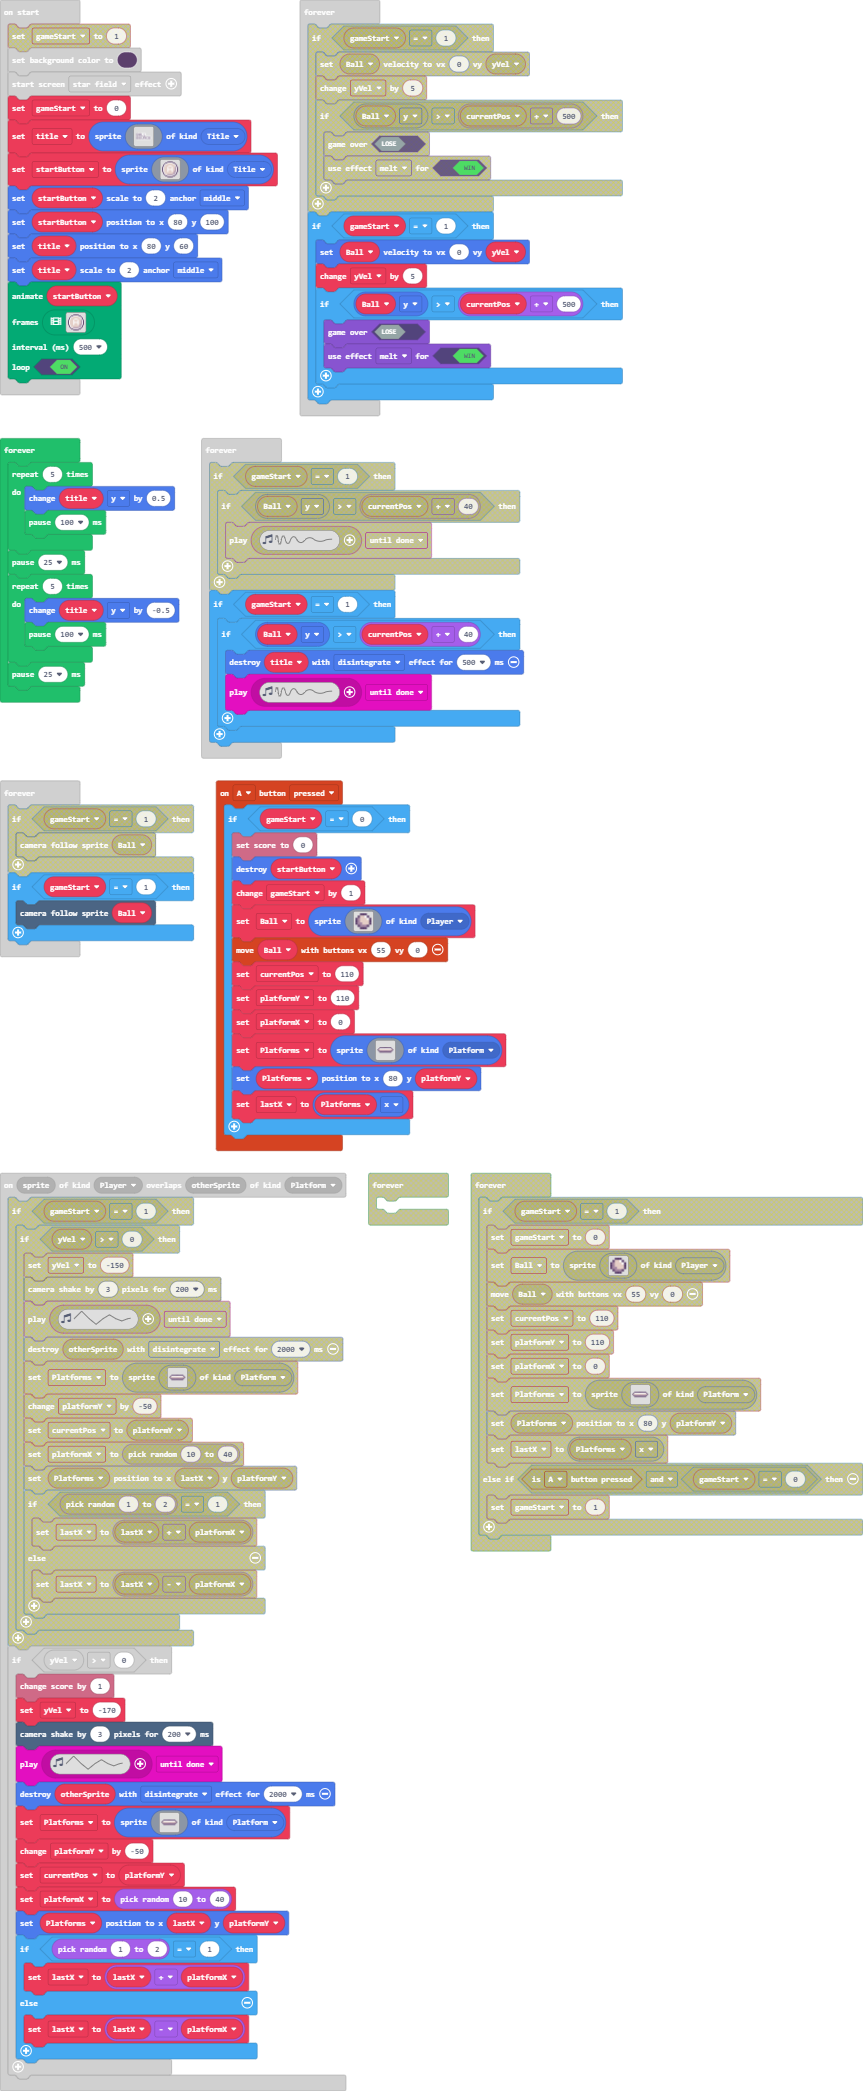 on start
set gameStart to 1
set background color to
start screen star field effect
set gameStart to 0
set title to sprite of kind Title
set startButton to sprite of kind Title
set startButton scale to 2 anchor middle
set startButton position to x 80 y 100
set title position to x 80 y 60
set title scale to 2 anchor middle
animate startButton
frames
interval (ms) 500
loop ON
forever
if gameStart = 1 then
set Ball velocity to vx 0 vy yVel
change yVel by 5
if Ball y > currentPos + 500 then
game over LOSE
use effect melt for WIN
if gameStart = 1 then
set Ball velocity to vx 0 vy yVel
change yVel by 5
if Ball y > currentPos + 500 then
game over LOSE
use effect melt for WIN
forever
repeat 5 times
do change title y by 0.5
pause 100 ms
pause 25 ms
repeat 5 times
do change title y by -0.5
pause 100 ms
pause 25 ms
forever
if gameStart = 1 then
if Ball y > currentPos + 40 then
play until done
if gameStart = 1 then
if Ball y > currentPos + 40 then
destroy title with disintegrate effect for 500 ms
play until done
forever
if gameStart = 1 then
camera follow sprite Ball
if gameStart = 1 then
camera follow sprite Ball
on A button pressed
if gameStart = 0 then
set score to 0
destroy startButton
change gameStart by 1
set Ball to sprite of kind Player
move Ball with buttons vx 55 vy 0
set currentPos to 110
set platformY to 110
set platformX to 0
set Platforms to sprite of kind Platform
set Platforms position to x 80 y platformY
set lastX to Platforms x
on sprite of kind Player overlaps otherSprite of kind Platform
if gameStart = 1 then
if yVel > 0 then
set yVel to -150
camera shake by 3 pixels for 200 ms
play until done
destroy otherSprite with disintegrate effect for 2000 ms
set Platforms to sprite of kind Platform
change platformY by -50
set currentPos to platformY
set platformX to pick random 10 to 40
set Platforms position to x lastX y platformY
if pick random 1 to 2 = 1 then
set lastX to lastX + platformX
else
set lastX to lastX - platformX
if yVel > 0 then
change score by 1
set yVel to -170
camera shake by 3 pixels for 200 ms
play until done
destroy otherSprite with disintegrate effect for 2000 ms
set Platforms to sprite of kind Platform
change platformY by -50
set currentPos to platformY
set platformX to pick random 10 to 40
set Platforms position to x lastX y platformY
if pick random 1 to 2 = 1 then
set lastX to lastX + platformX
else
set lastX to lastX - platformX
forever
forever
if gameStart = 1 then
set gameStart to 0
set Ball to sprite of kind Player
move Ball with buttons vx 55 vy 0
set currentPos to 110
set platformY to 110
set platformX to 0
set Platforms to sprite of kind Platform
set Platforms position to x 80 y platformY
set lastX to Platforms x
else if is A button pressed and gameStart = 0 then
set gameStart to 1